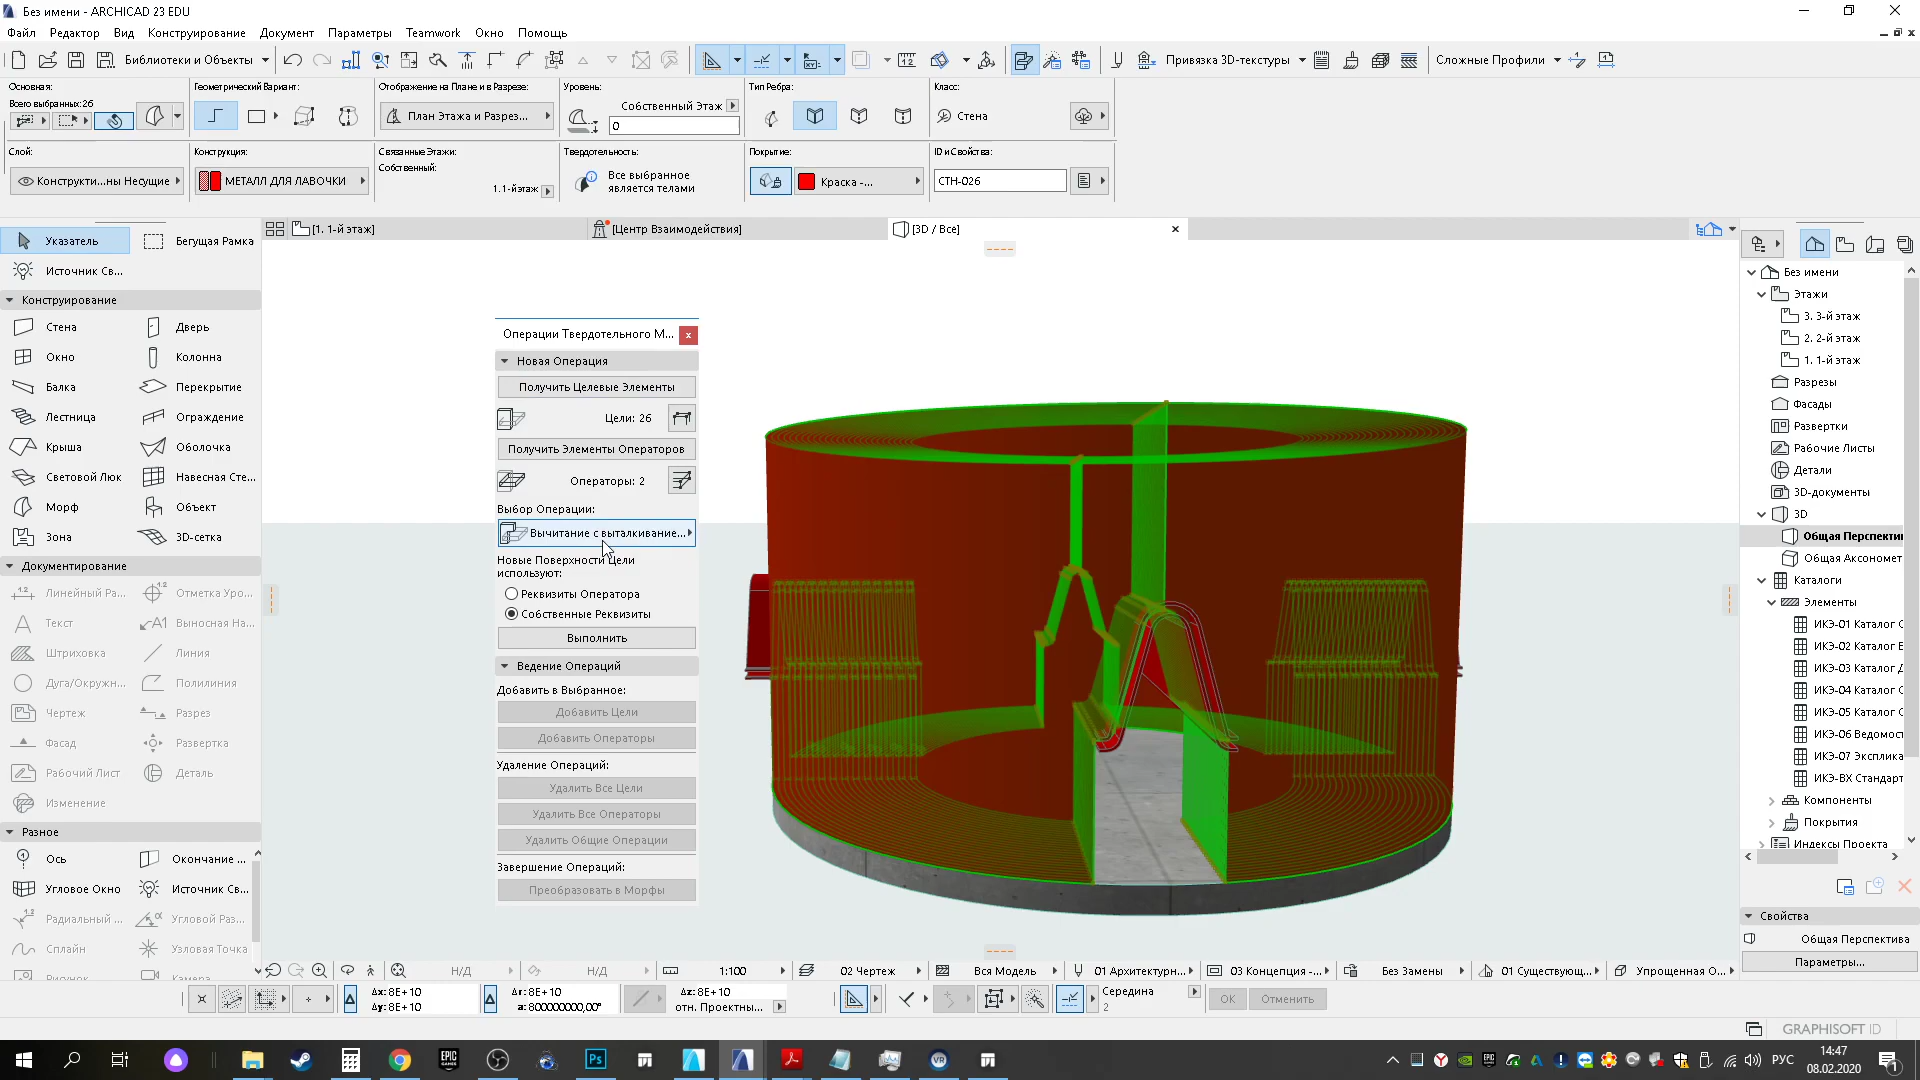 Без имени - ARCHICAD 23 EDU
Файл Редактор Вид Конструирование Документ Параметры Teamwork Окно Помощь
Библиотеки и Объекты
Привязка 3D-текстуры
Сложные Профили
Основная:
Всего выбранных: 26
Геометрический Вариант:
Отображение на Плане и в Разрезе:
План Этажа и Разрез...
Уровень:
Собственный Этаж
0
Тип Ребра:
Класс:
Стена
Слой:
Конструкти...ны Несущие
Конструкция:
МЕТАЛЛ ДЛЯ ЛАВОЧКИ
Связанные Этажи:
Собственный:
1. 1-й этаж
Твердотельность:
Все выбранное
является телами
Покрытие:
Краска -...
ID и Свойства:
СТН-026
[1. 1-й этаж]
[Центр Взаимодействия]
[3D / Все]
Указатель Бегущая Рамка
Источник Св...
Конструирование
Стена Дверь
Окно Колонна
Балка Перекрытие
Лестница Ограждение
Крыша Оболочка
Световой Люк Навесная Сте...
Морф Объект
Зона 3D-сетка
Документирование
Линейный Ра... Отметка Уро...
Текст Выносная На...
Штриховка Линия
Дуга/Окружн... Полилиния
Чертеж Разрез
Фасад Развертка
Рабочий Лист Деталь
Изменение
Разное
Ось Окончание ...
Угловое Окно Источник Св...
Радиальный ... Угловой Раз...
Сплайн Узловая Точка
Рисунок Камера
Операции Твердотельного М...
Новая Операция
Получить Целевые Элементы
Цели: 26
Получить Элементы Операторов
Операторы: 2
Выбор Операции:
Вычитание с выталкивание...
Новые Поверхности Цели
используют:
Реквизиты Оператора
Собственные Реквизиты
Выполнить
Ведение Операций
Добавить в Выбранное:
Добавить Цели
Добавить Операторы
Удаление Операций:
Удалить Все Цели
Удалить Все Операторы
Удалить Общие Операции
Завершение Операций:
Преобразовать в Морфы
Без имени
Этажи
3. 3-й этаж
2. 2-й этаж
1. 1-й этаж
Разрезы
Фасады
Развертки
Рабочие Листы
Детали
3D-документы
3D
Общая Перспектив
Общая Аксономет
Каталоги
Элементы
ИКЭ-01 Каталог С
ИКЭ-02 Каталог Е
ИКЭ-03 Каталог Д
ИКЭ-04 Каталог С
ИКЭ-05 Каталог С
ИКЭ-06 Ведомост
ИКЭ-07 Эксплика
ИКЭ-ВХ Стандарт
Компоненты
Покрытия
Индексы Проекта
Свойства
Общая Перспектива
Параметры...
Н/Д Н/Д 1:100 02 Чертеж Вся Модель 01 Архитектурн... 03 Концепция -... Без Замены 01 Существующ... Упрощенная О...
Δx: 8E+10
Δy: 8E+10
Δr: 8E+10
a: 800000000,00°
Δz: 8E+10
отн. Проектны...
Середина
2
ОК
Отменить
GRAPHISOFT ID
EPIC GAMES
Ps
VR
РУС
14:47
08.02.2020
1